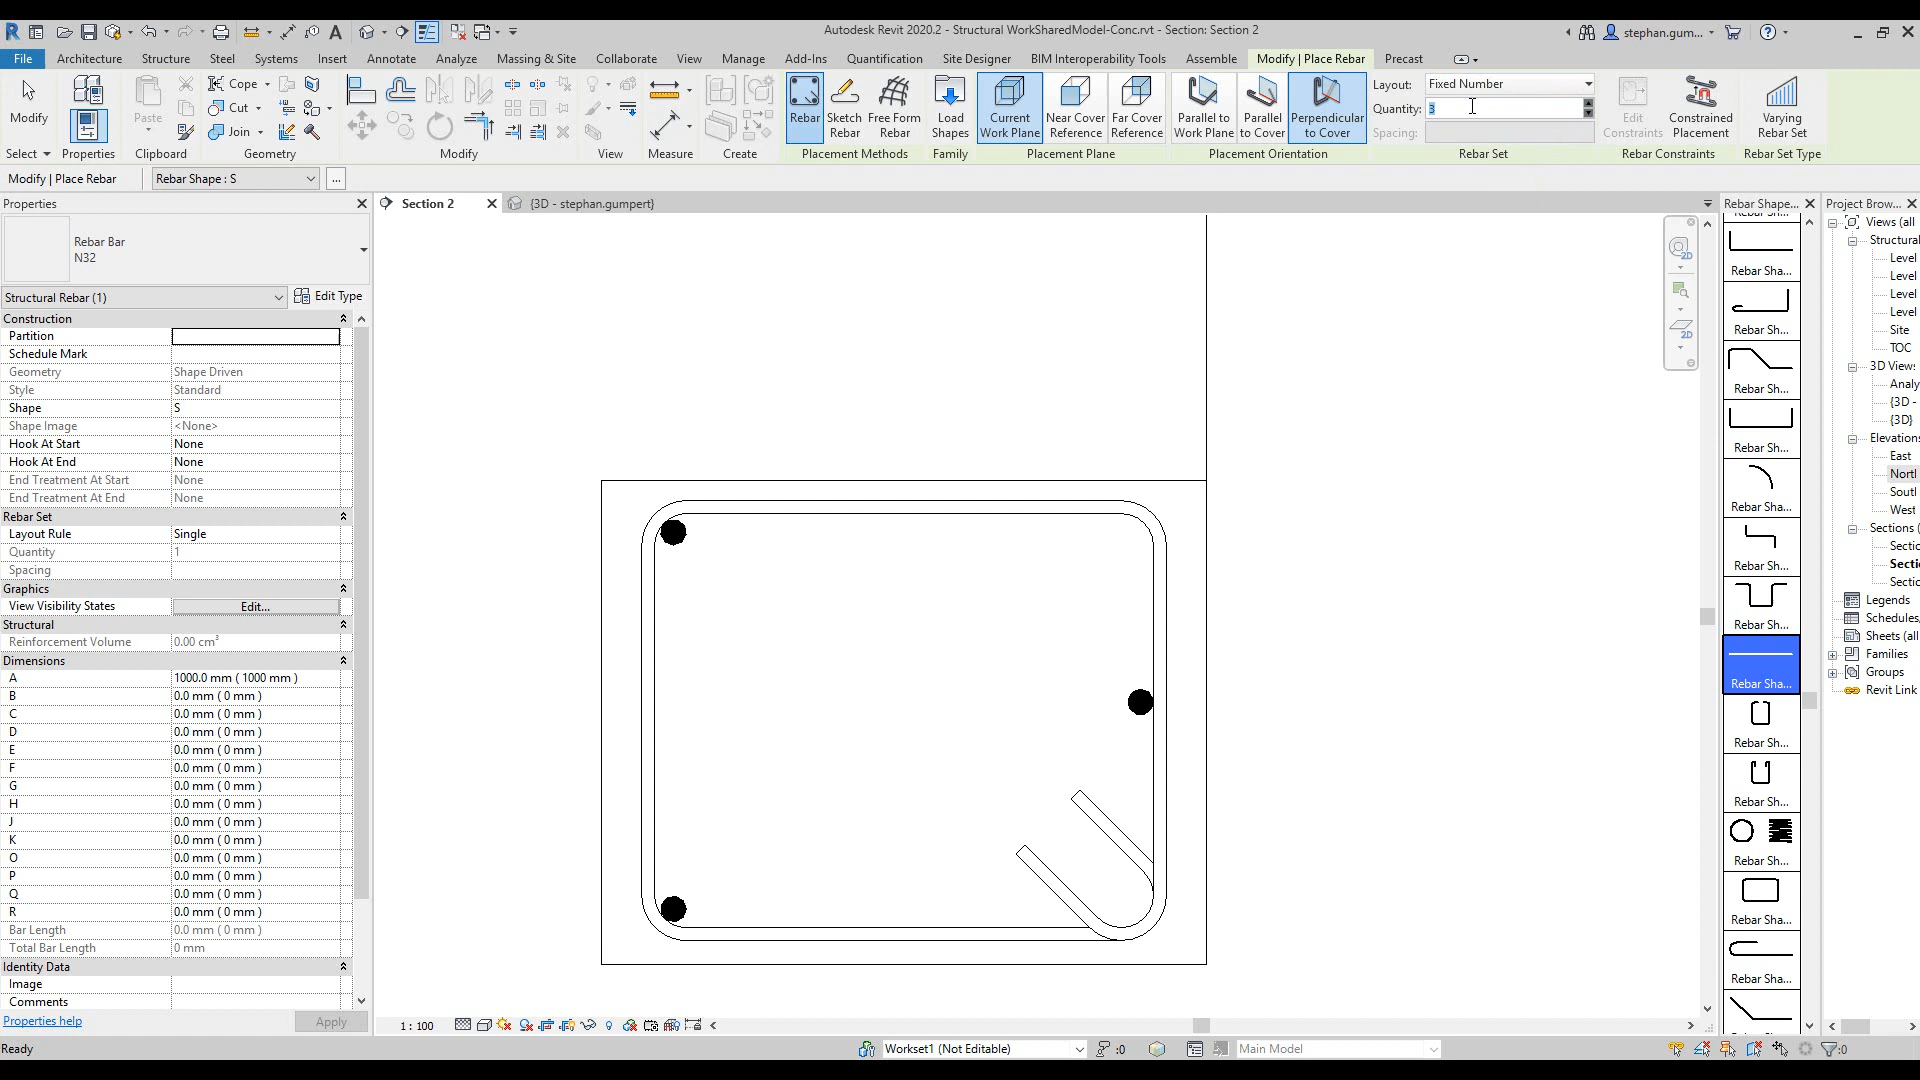 Autodesk Revit 2020.2 - Structural WorkSharedModel-Conc.rvt - Section: Section 2
stephan.gum...
File Architecture Structure Steel Systems Insert Annotate Analyze Massing & Site Collaborate View Manage Add-Ins Quantification Site Designer BIM Interoperability Tools Assemble Modify | Place Rebar Precast
Modify
Paste
Cope
Cut
Join
Rebar
Sketch Rebar
Free Form Rebar
Load Shapes
Current Work Plane
Near Cover Reference
Far Cover Reference
Parallel to Work Plane
Parallel to Cover
Perpendicular to Cover
Layout: Fixed Number
Quantity: 3
Spacing:
Edit Constraints
Constrained Placement
Varying Rebar Set
Select Properties Clipboard Geometry Modify View Measure Create Placement Methods Family Placement Plane Placement Orientation Rebar Set Rebar Constraints Rebar Set Type
Modify | Place Rebar Rebar Shape : S ...
Properties
Section 2
{3D - stephan.gumpert}
Rebar Shape...
Project Brow...
Rebar Bar
N32
Structural Rebar (1) Edit Type
Construction
Partition
Schedule Mark
Geometry Shape Driven
Style Standard
Shape S
Shape Image <None>
Hook At Start None
Hook At End None
End Treatment At Start None
End Treatment At End None
Rebar Set
Layout Rule Single
Quantity 1
Spacing
Graphics
View Visibility States Edit...
Structural
Reinforcement Volume 0.00 cm³
Dimensions
A 1000.0 mm ( 1000 mm )
B 0.0 mm ( 0 mm )
C 0.0 mm ( 0 mm )
D 0.0 mm ( 0 mm )
E 0.0 mm ( 0 mm )
F 0.0 mm ( 0 mm )
G 0.0 mm ( 0 mm )
H 0.0 mm ( 0 mm )
J 0.0 mm ( 0 mm )
K 0.0 mm ( 0 mm )
O 0.0 mm ( 0 mm )
P 0.0 mm ( 0 mm )
Q 0.0 mm ( 0 mm )
R 0.0 mm ( 0 mm )
Bar Length 0.0 mm ( 0 mm )
Total Bar Length 0 mm
Identity Data
Image
Comments
Properties help Apply
Rebar Sha...
Rebar Sh...
Rebar Sha...
Rebar Sh...
Rebar Sha...
Rebar Sh...
Rebar Sh...
Rebar Sha...
Rebar Sh...
Rebar Sh...
Rebar Sh...
Rebar Sha...
Rebar Sha...
Views (all
Structural
Level
Level
Level
Level
Site
TOC
3D Views
Analy
{3D -
{3D}
Elevations
East
Nortl
Soutl
West
Sections (
Sectic
Secti
Sectic
Legends
Schedules,
Sheets (all
Families
Groups
Revit Link
1 : 100
Ready Workset1 (Not Editable) :0 Main Model :0